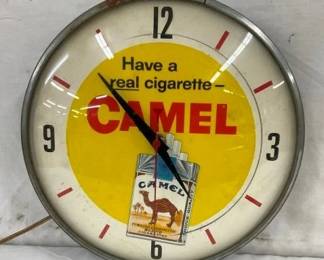 12
Have a
real cigarette–
CAMEL
9
3
CAMEL
6